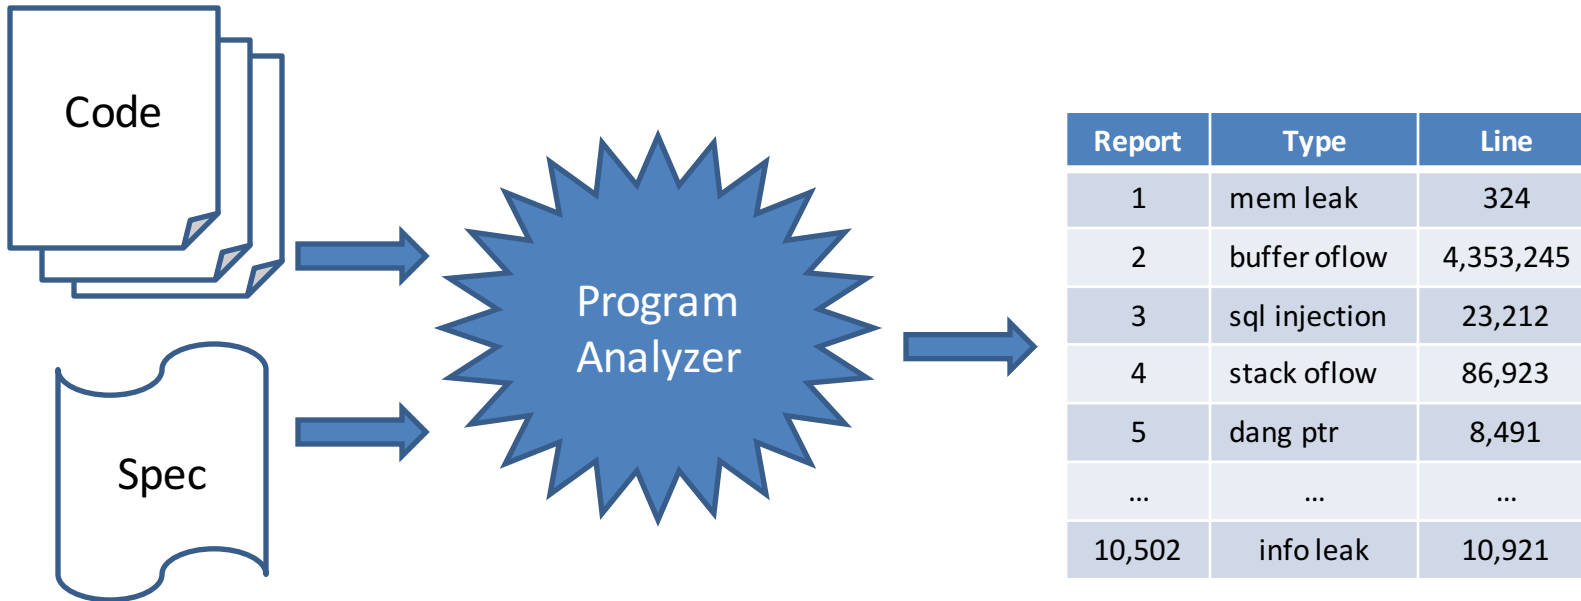 Code
Spec
Program
Analyzer
Report Type Line
1 mem leak 324
2 buffer oflow 4,353,245
3 sql injection 23,212
4 stack oflow 86,923
5 dang ptr 8,491
... ... ...
10,502 info leak 10,921